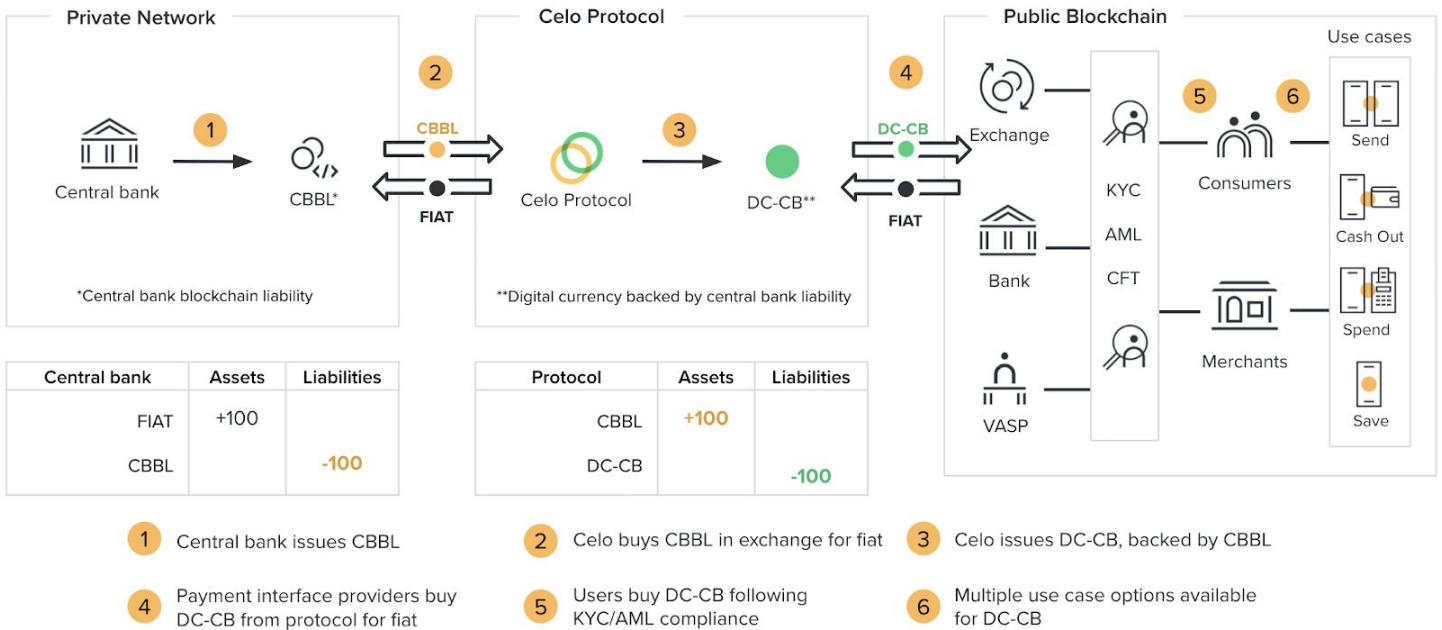 Private Network
Celo Protocol
Public Blockchain
Use cases
1
Central bank
CBBL*
*Central bank blockchain liability
2
CBBL
FIAT
Celo Protocol
3
DC-CB**
**Digital currency backed by central bank liability
4
DC-CB
FIAT
Exchange
Bank
VASP
KYC
AML
CFT
5
6
Consumers
Merchants
Send
Cash Out
Spend
Save
Central bank Assets Liabilities
FIAT +100
CBBL -100
Protocol Assets Liabilities
CBBL +100
DC-CB -100
1 Central bank issues CBBL
2 Celo buys CBBL in exchange for fiat
3 Celo issues DC-CB, backed by CBBL
4 Payment interface providers buy
DC-CB from protocol for fiat
5 Users buy DC-CB following
KYC/AML compliance
6 Multiple use case options available
for DC-CB